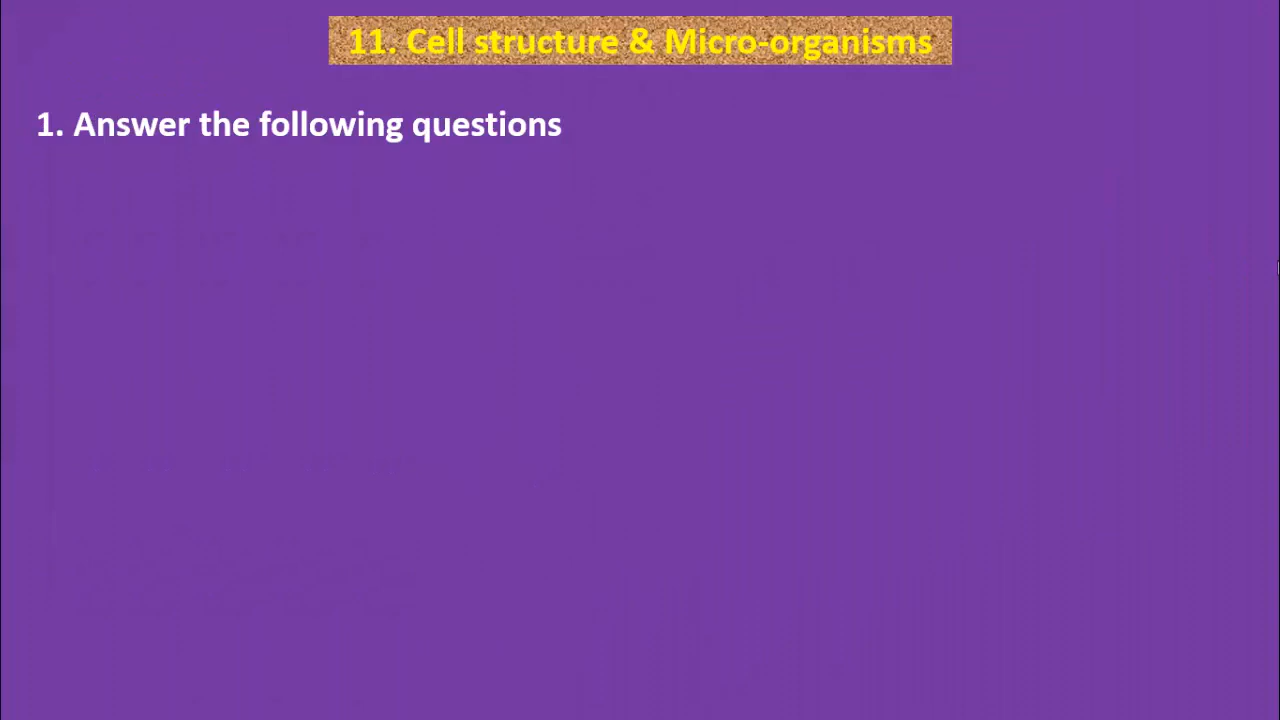 11. Cell structure & Micro-organisms
1. Answer the following questions